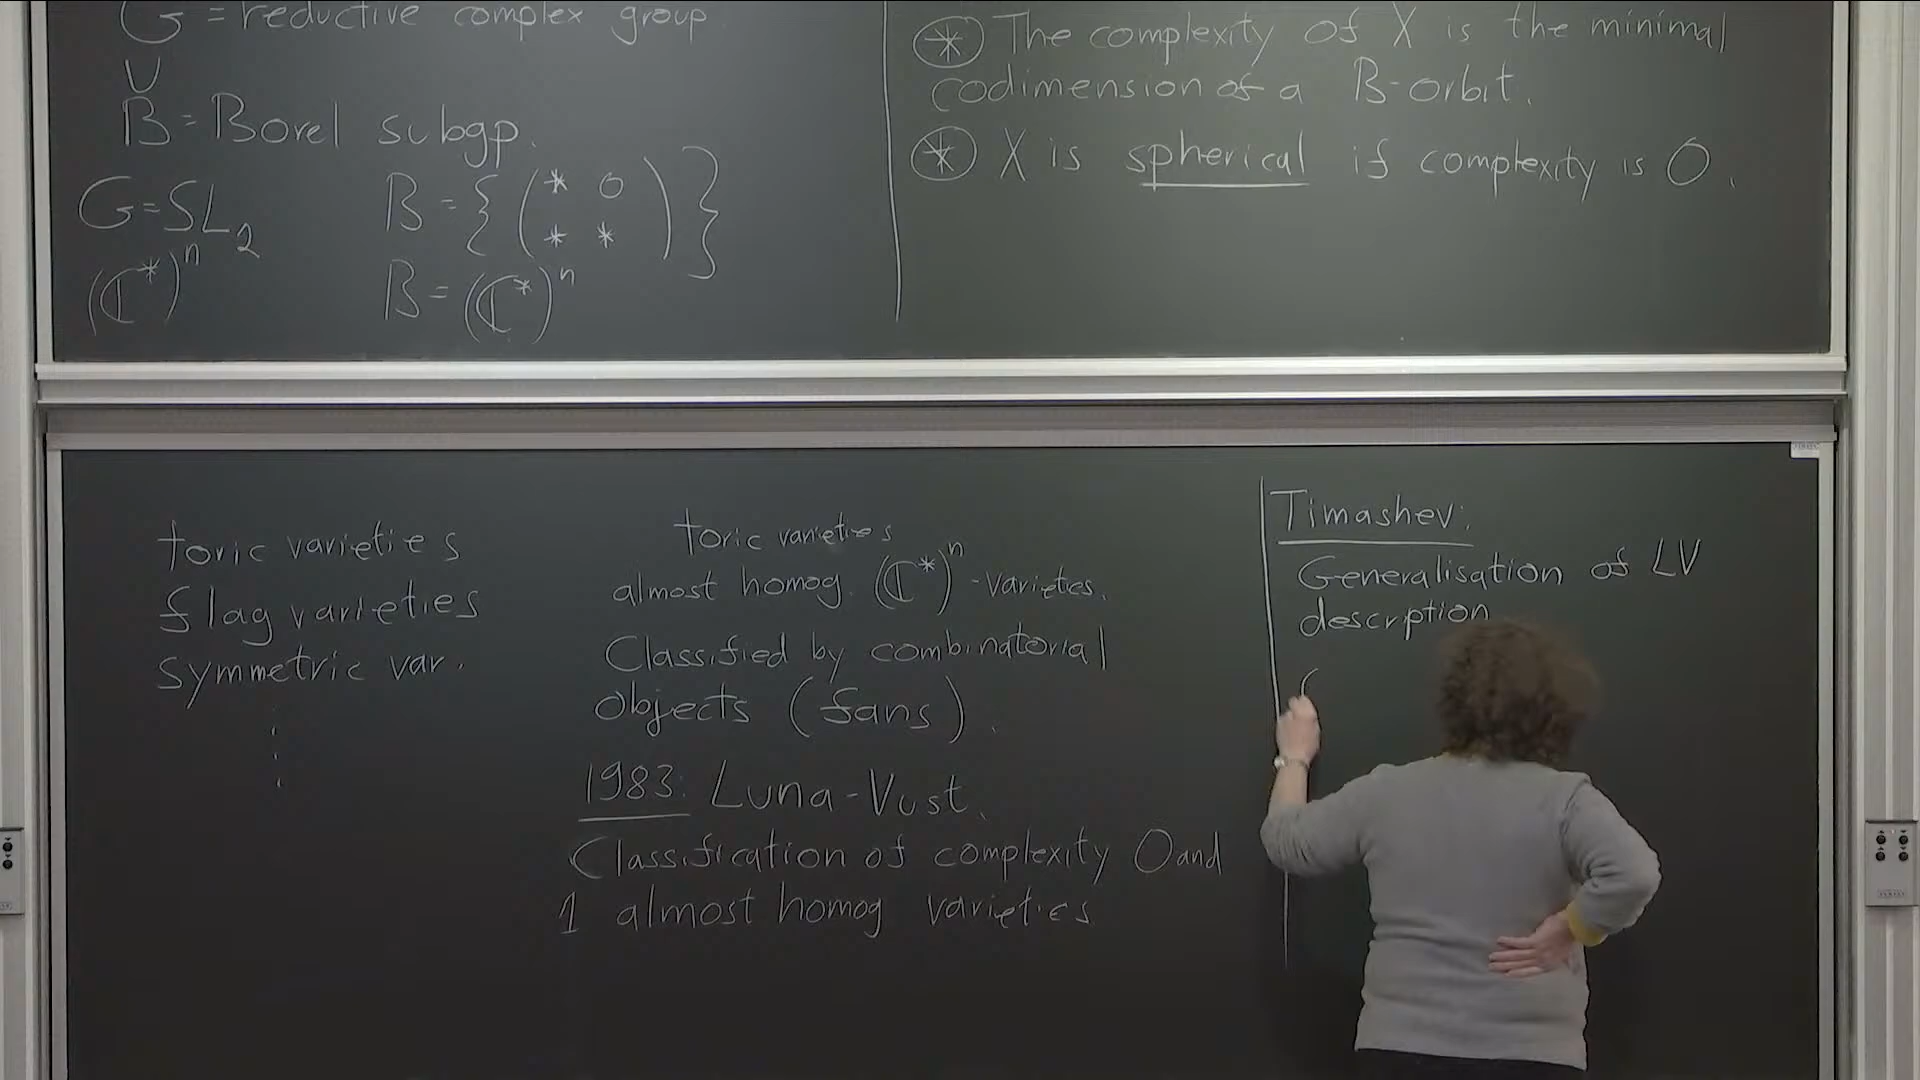 G = reductive complex group
∪
B = Borel subgp.
G = SL₂ B = { ( * 0
* * ) }
(ℂ*)ⁿ B = (ℂ*)ⁿ
⊛ The complexity of X is the minimal
codimension of a B-orbit.
⊛ X is spherical if complexity is 0.
toric varieties
flag varieties
symmetric var.
⋮
toric varieties
almost homog. (ℂ*)ⁿ-varieties.
Classified by combinatorial
objects (fans).
1983: Luna-Vust.
Classification of complexity 0 and
1 almost homog varieties
Timashev:
Generalisation of LV
description